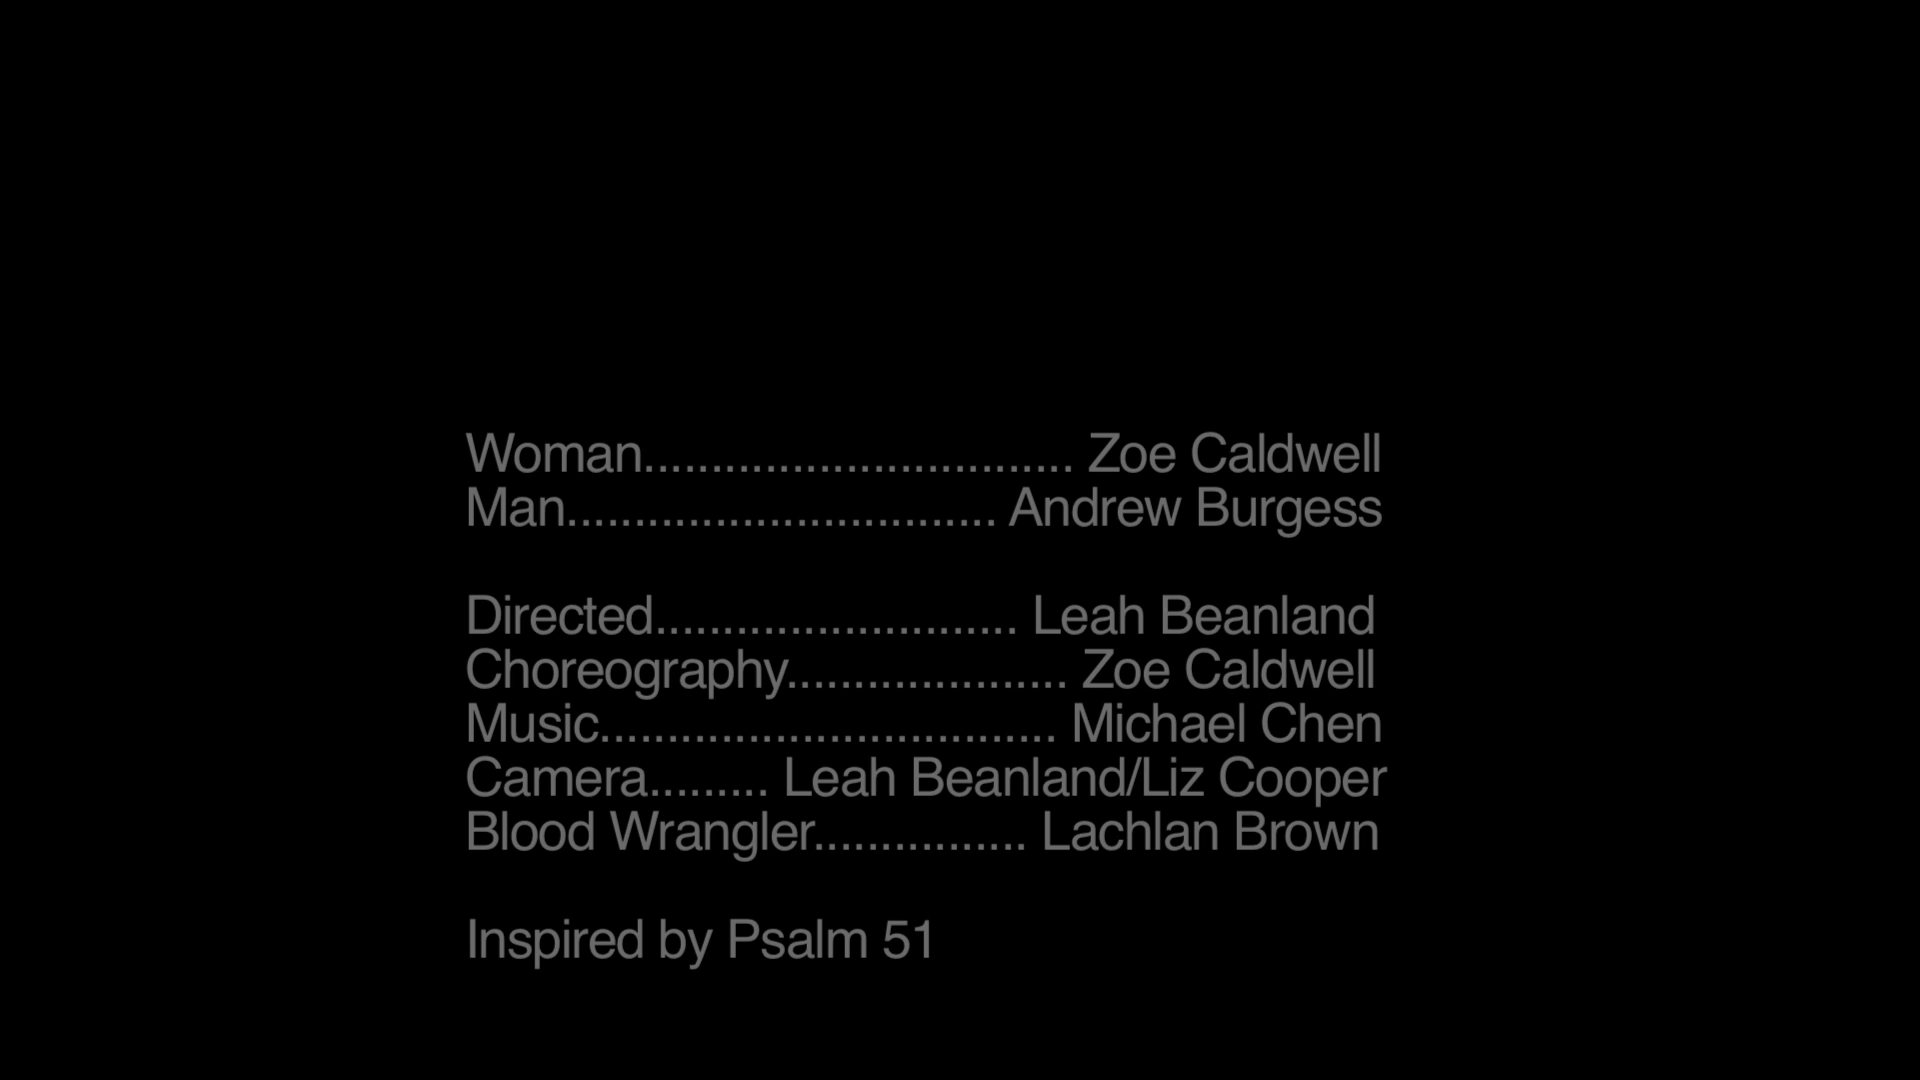 Woman................................ Zoe Caldwell
Man................................ Andrew Burgess
Directed........................... Leah Beanland
Choreography..................... Zoe Caldwell
Music.................................. Michael Chen
Camera......... Leah Beanland/Liz Cooper
Blood Wrangler................ Lachlan Brown
Inspired by Psalm 51